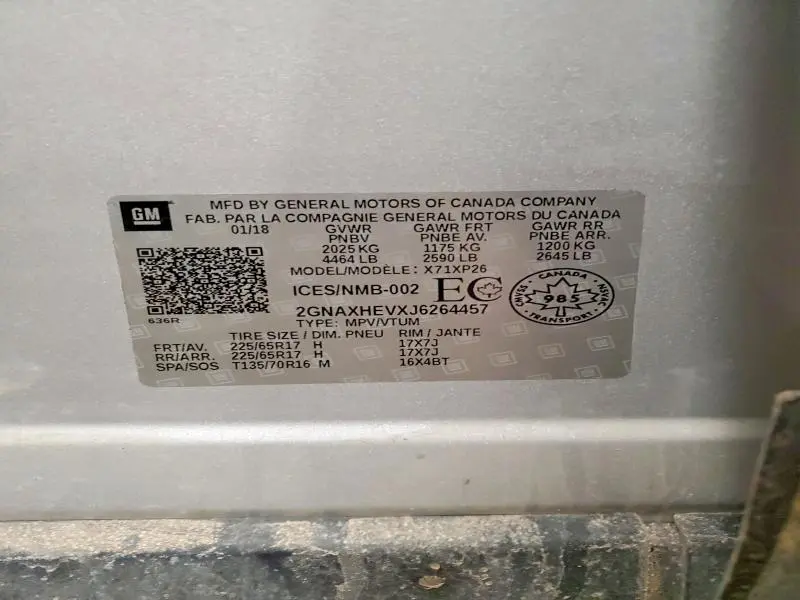 GM
MFD BY GENERAL MOTORS OF CANADA COMPANY
FAB. PAR LA COMPAGNIE GENERAL MOTORS DU CANADA
01/18 GVWR GAWR FRT GAWR RR
PNBV PNBE AV. PNBE ARR.
2025 KG 1175 KG 1200 KG
4464 LB 2590 LB 2645 LB
MODEL/MODÈLE: X71XP26
ICES/NMB-002 EC
CANADA
CMVSS 985 NSVAC
TRANSPORT
2GNAXHEVXJ6264457
636R TYPE: MPV/VTUM
TIRE SIZE / DIM. PNEU RIM / JANTE
FRT/AV. 225/65R17 H 17X7J
RR/ARR. 225/65R17 H 17X7J
SPA/SOS T135/70R16 M 16X4BT